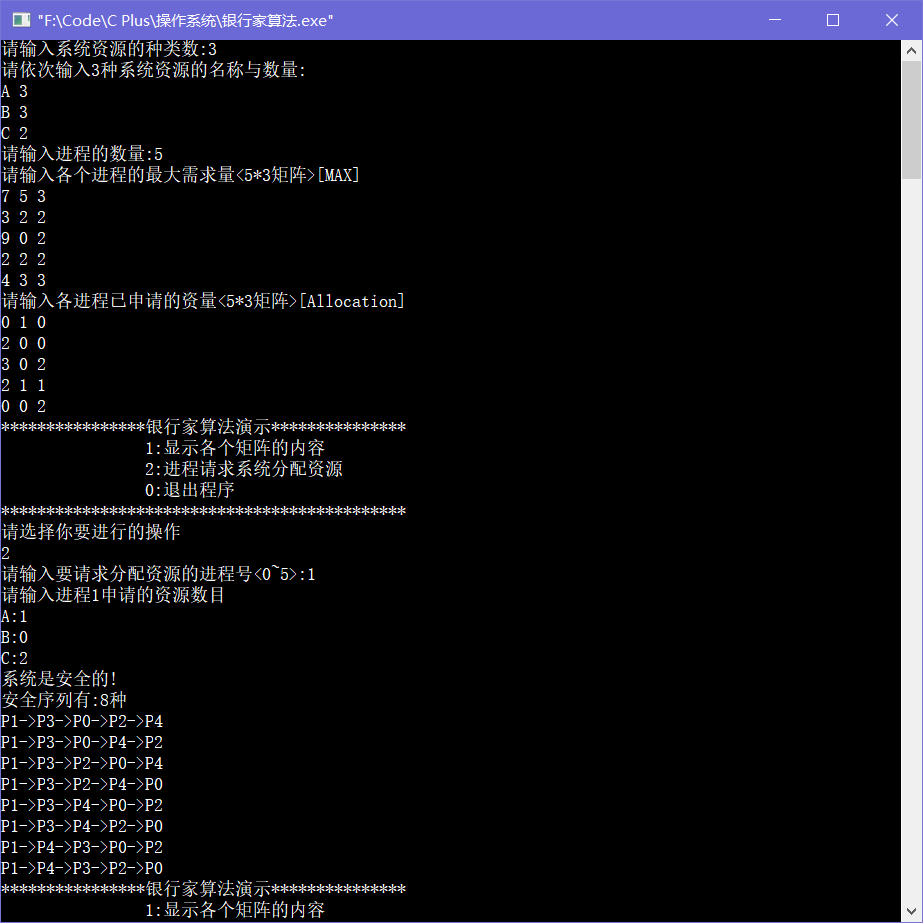 "F:\Code\C Plus\操作系统\银行家算法.exe"
请输入系统资源的种类数:3
请依次输入3种系统资源的名称与数量:
A 3
B 3
C 2
请输入进程的数量:5
请输入各个进程的最大需求量<5*3矩阵>[MAX]
7 5 3
3 2 2
9 0 2
2 2 2
4 3 3
请输入各进程已申请的资量<5*3矩阵>[Allocation]
0 1 0
2 0 0
3 0 2
2 1 1
0 0 2
****************银行家算法演示***************
1:显示各个矩阵的内容
2:进程请求系统分配资源
0:退出程序
*********************************************
请选择你要进行的操作
2
请输入要请求分配资源的进程号<0~5>:1
请输入进程1申请的资源数目
A:1
B:0
C:2
系统是安全的!
安全序列有:8种
P1->P3->P0->P2->P4
P1->P3->P0->P4->P2
P1->P3->P2->P0->P4
P1->P3->P2->P4->P0
P1->P3->P4->P0->P2
P1->P3->P4->P2->P0
P1->P4->P3->P0->P2
P1->P4->P3->P2->P0
****************银行家算法演示***************
1:显示各个矩阵的内容